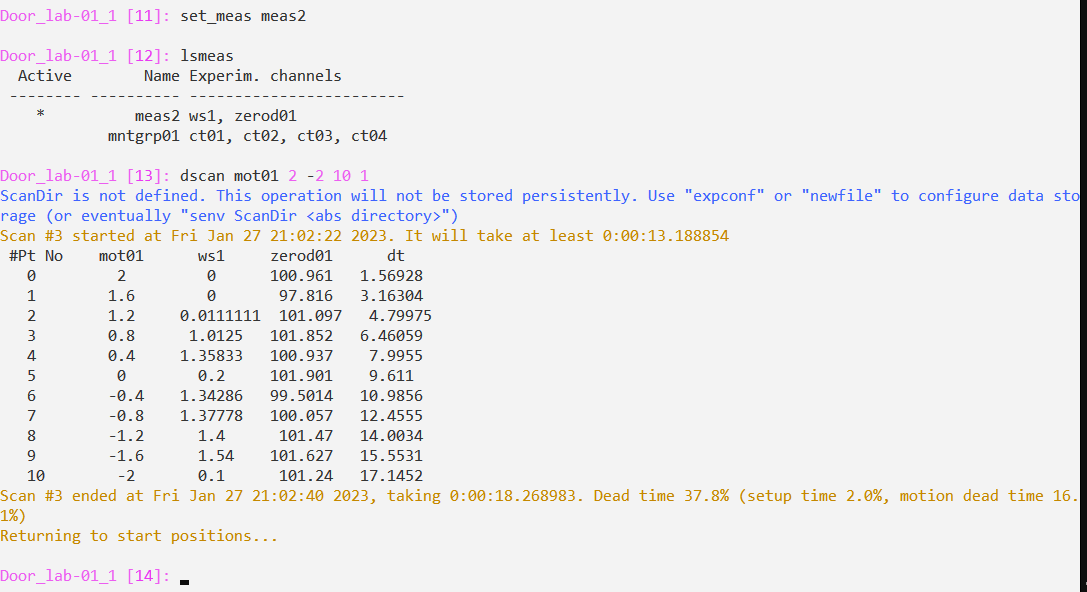 Door_lab-01_1 [11]: set_meas meas2
Door_lab-01_1 [12]: lsmeas
  Active        Name Experim. channels
 -------- ---------- ------------------------
    *          meas2 ws1, zerod01
            mntgrp01 ct01, ct02, ct03, ct04
Door_lab-01_1 [13]: dscan mot01 2 -2 10 1
ScanDir is not defined. This operation will not be stored persistently. Use "expconf" or "newfile" to configure data sto
rage (or eventually "senv ScanDir <abs directory>")
Scan #3 started at Fri Jan 27 21:02:22 2023. It will take at least 0:00:13.188854
 #Pt No    mot01      ws1     zerod01      dt
   0         2         0      100.961   1.56928
   1        1.6        0       97.816   3.16304
   2        1.2     0.0111111  101.097   4.79975
   3        0.8      1.0125   101.852   6.46059
   4        0.4     1.35833   100.937    7.9955
   5         0        0.2     101.901    9.611
   6        -0.4    1.34286   99.5014   10.9856
   7        -0.8    1.37778   100.057   12.4555
   8        -1.2      1.4      101.47   14.0034
   9        -1.6      1.54    101.627   15.5531
   10        -2       0.1      101.24   17.1452
Scan #3 ended at Fri Jan 27 21:02:40 2023, taking 0:00:18.268983. Dead time 37.8% (setup time 2.0%, motion dead time 16.
1%)
Returning to start positions...
Door_lab-01_1 [14]: